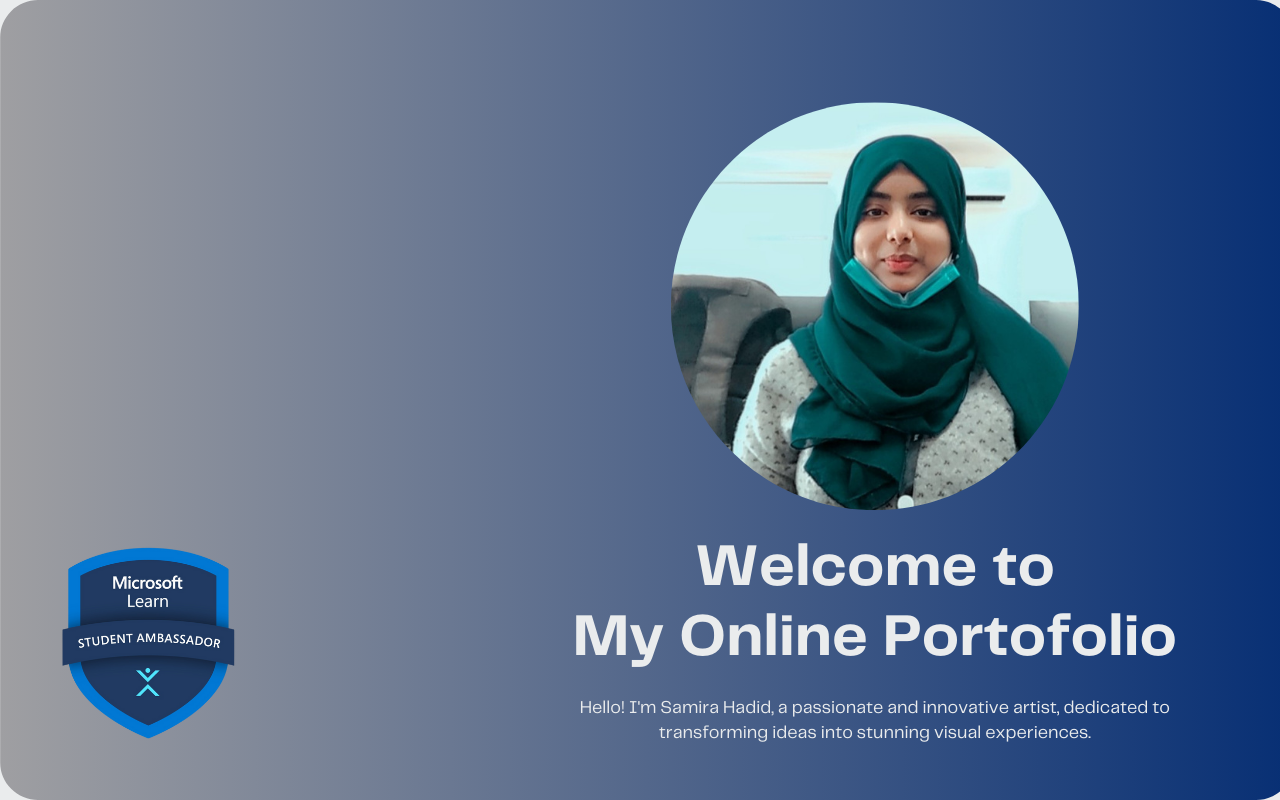 Microsoft
Learn
STUDENT AMBASSADOR
Welcome to
My Online Portofolio
Hello! I'm Samira Hadid, a passionate and innovative artist, dedicated to
transforming ideas into stunning visual experiences.